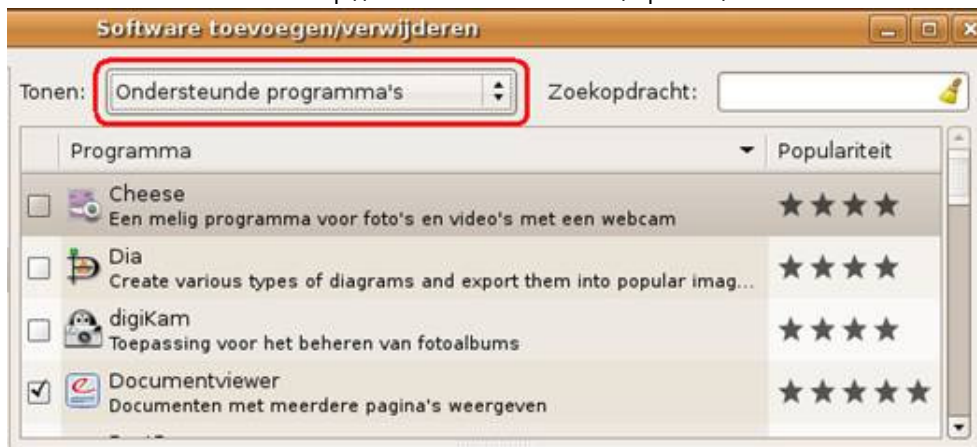 Software toevoegen/verwijderen
Tonen: Ondersteunde programma's Zoekopdracht:
Programma Populariteit
Cheese
Een melig programma voor foto's en video's met een webcam
Dia
Create various types of diagrams and export them into popular imag...
digiKam
Toepassing voor het beheren van fotoalbums
Documentviewer
Documenten met meerdere pagina's weergeven